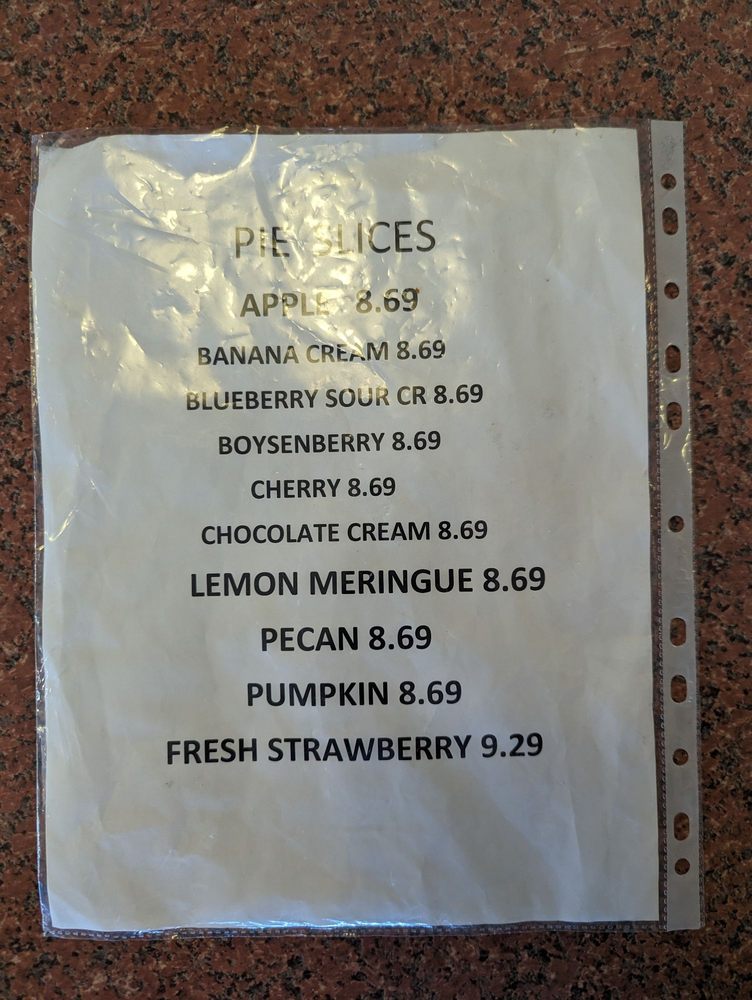 PIE SLICES
APPLE 8.69
BANANA CREAM 8.69
BLUEBERRY SOUR CR 8.69
BOYSENBERRY 8.69
CHERRY 8.69
CHOCOLATE CREAM 8.69
LEMON MERINGUE 8.69
PECAN 8.69
PUMPKIN 8.69
FRESH STRAWBERRY 9.29